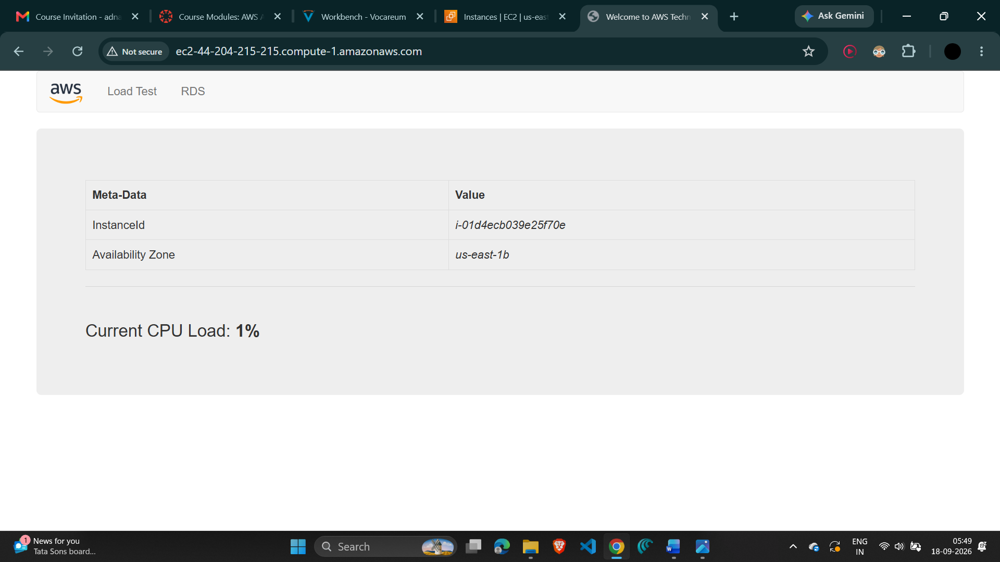 Course Invitation - adna
Course Modules: AWS A
Workbench - Vocareum
Instances | EC2 | us-east
Welcome to AWS Techn
Ask Gemini
Not secure
ec2-44-204-215-215.compute-1.amazonaws.com
aws
Load Test
RDS
Meta-Data
Value
InstanceId
i-01d4ecb039e25f70e
Availability Zone
us-east-1b
Current CPU Load: 1%
1
News for you
Tata Sons board...
Search
ENG
IN
05:49
18-09-2026